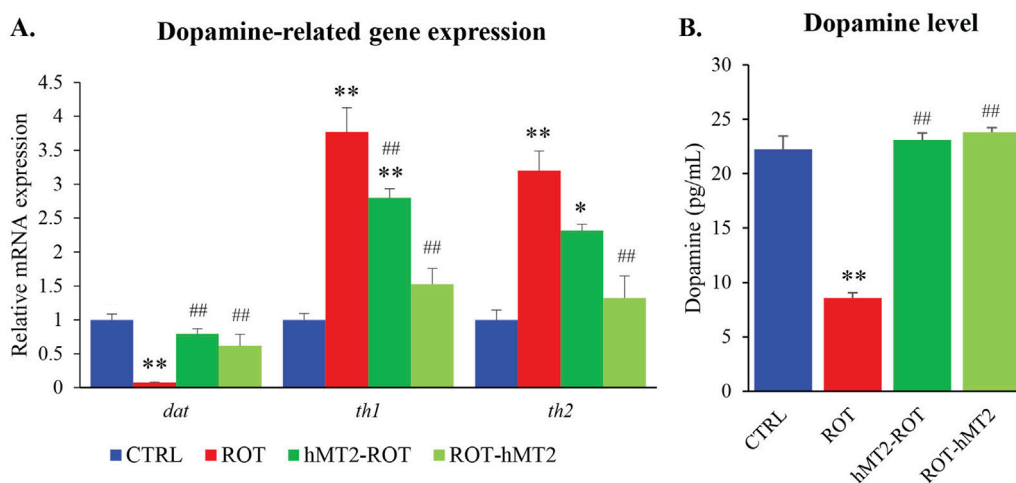 A.
Dopamine-related gene expression
Relative mRNA expression
4.5
4
3.5
3
2.5
2
1.5
1
0.5
0
**
## ##
**
##
**
##
**
*
##
dat th1 th2
CTRL ROT hMT2-ROT ROT-hMT2
B.
Dopamine level
Dopamine (pg/mL)
30
25
20
15
10
5
0
**
##
##
CTRL
ROT
hMT2-ROT
ROT-hMT2